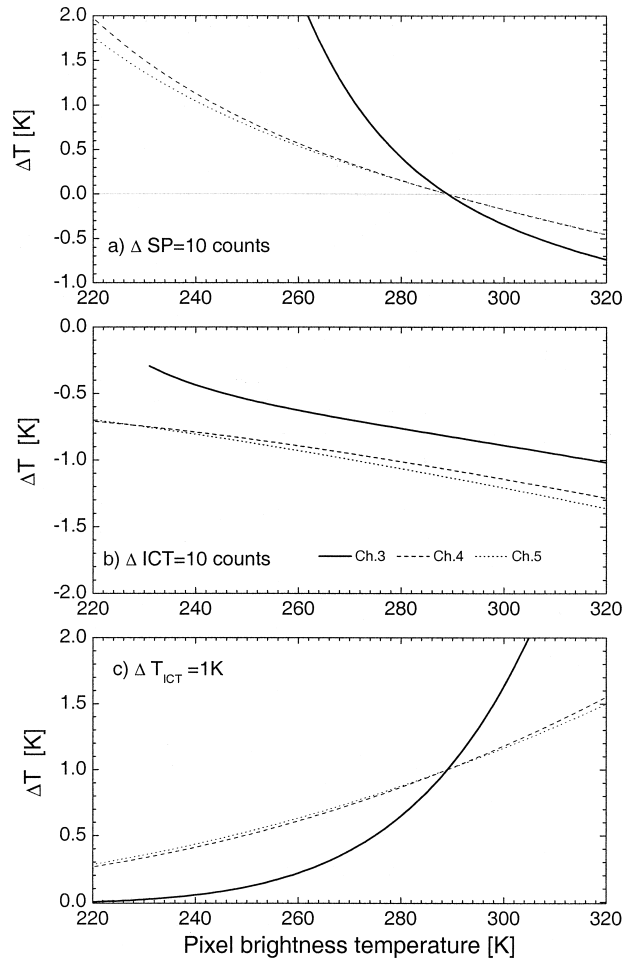 2.0
1.5
1.0
0.5
0.0
-0.5
-1.0
ΔT [K]
a) Δ SP=10 counts
220 240 260 280 300 320
0.0
-0.5
-1.0
-1.5
-2.0
ΔT [K]
b) Δ ICT=10 counts
Ch.3 Ch.4 Ch.5
220 240 260 280 300 320
2.0
1.5
1.0
0.5
0.0
ΔT [K]
c) Δ T_ICT =1K
220 240 260 280 300 320
Pixel brightness temperature [K]